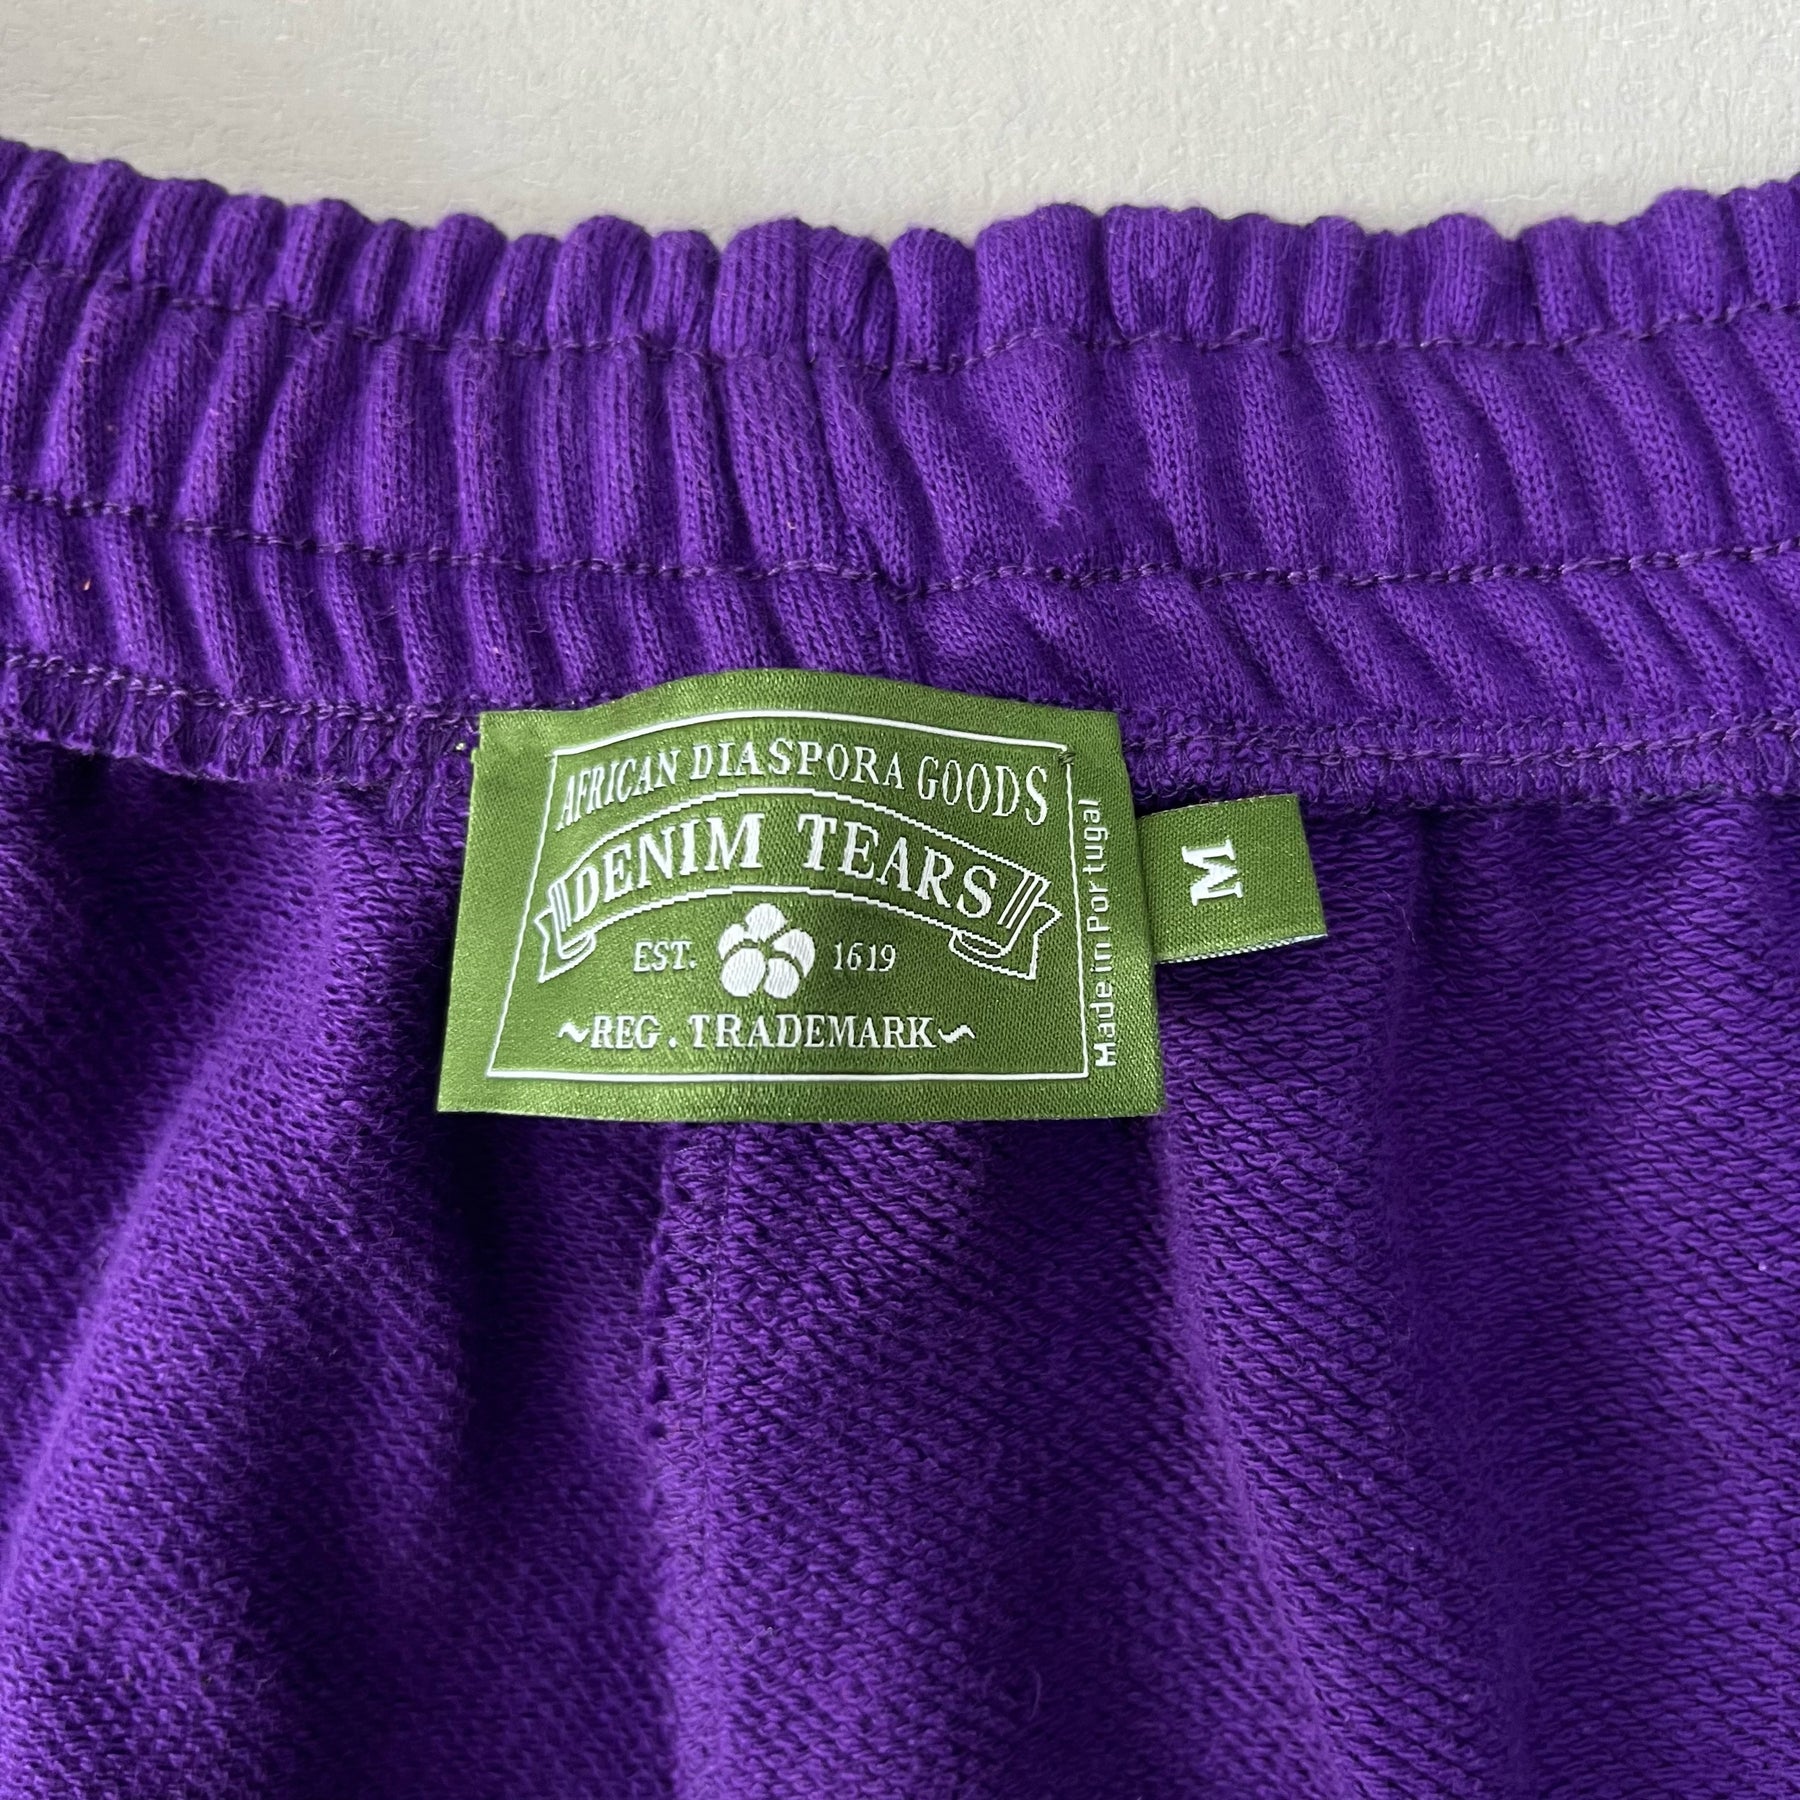 AFRICAN DIASPORA GOODS
DENIM TEARS
EST. 1619
~REG. TRADEMARK~
Made in Portugal
M